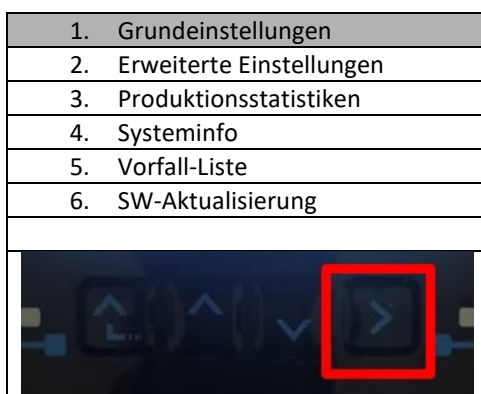 1. Grundeinstellungen
2. Erweiterte Einstellungen
3. Produktionsstatistiken
4. Systeminfo
5. Vorfall-Liste
6. SW-Aktualisierung